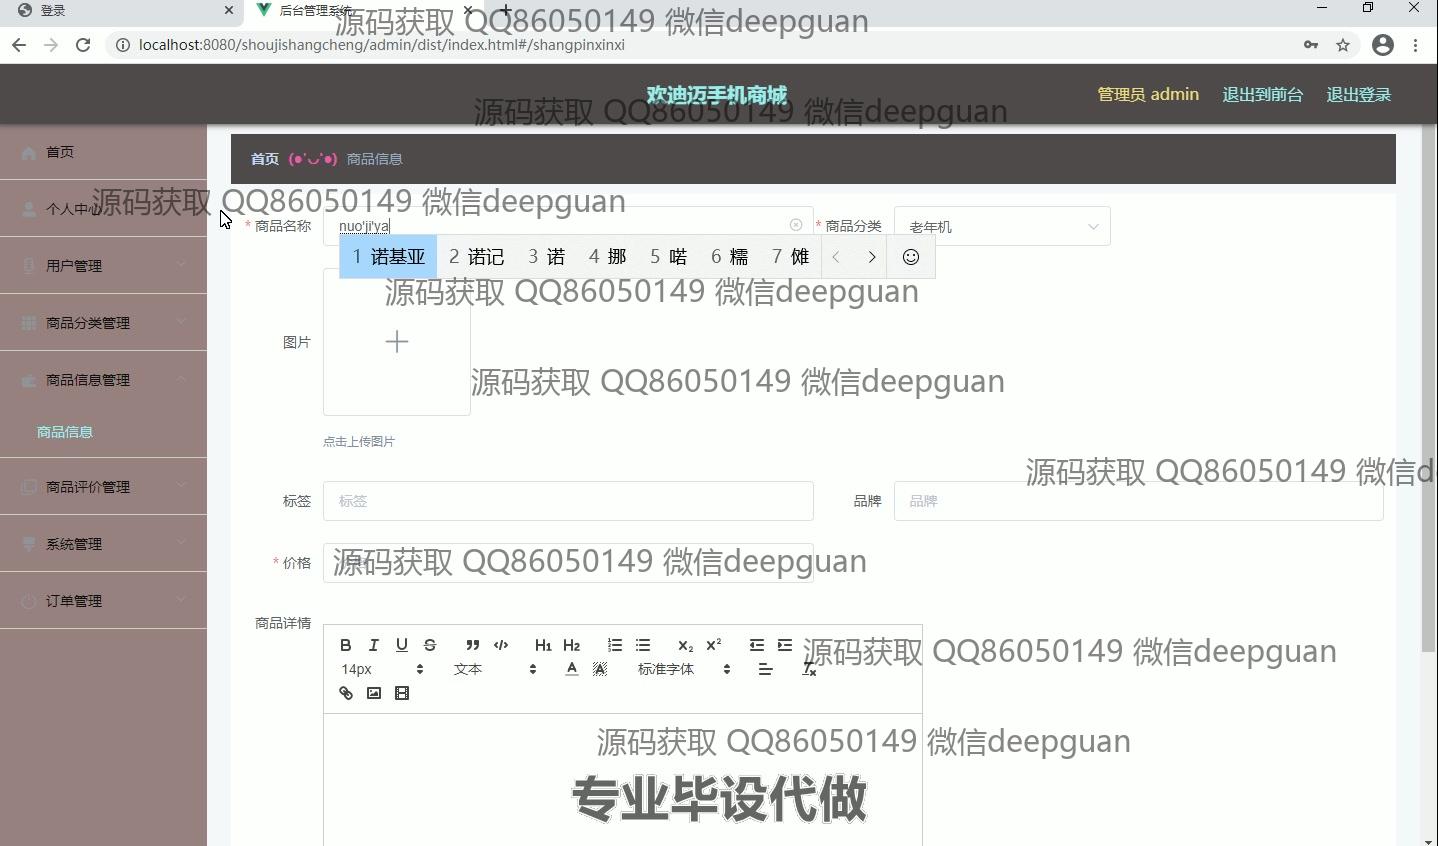 登录
后台管理系统
localhost:8080/shoujishangcheng/admin/dist/index.html#/shangpinxinxi
源码获取 QQ86050149 微信deepguan
欢迪迈手机商城
管理员 admin
退出到前台
退出登录
源码获取 QQ86050149 微信deepguan
首页
个人中心
用户管理
商品分类管理
商品信息管理
商品信息
商品评价管理
系统管理
订单管理
首页 (●'◡'●) 商品信息
源码获取 QQ86050149 微信deepguan
* 商品名称
nuo'ji'ya
* 商品分类
老年机
1 诺基亚 2 诺记 3 诺 4 挪 5 喏 6 糯 7 傩
源码获取 QQ86050149 微信deepguan
图片
源码获取 QQ86050149 微信deepguan
点击上传图片
源码获取 QQ86050149 微信de
标签
标签
品牌
品牌
* 价格
源码获取 QQ86050149 微信deepguan
商品详情
B I U S ” </> H1 H2 x₂ x²
源码获取 QQ86050149 微信deepguan
14px 文本 A A 标准字体
源码获取 QQ86050149 微信deepguan
专业毕设代做